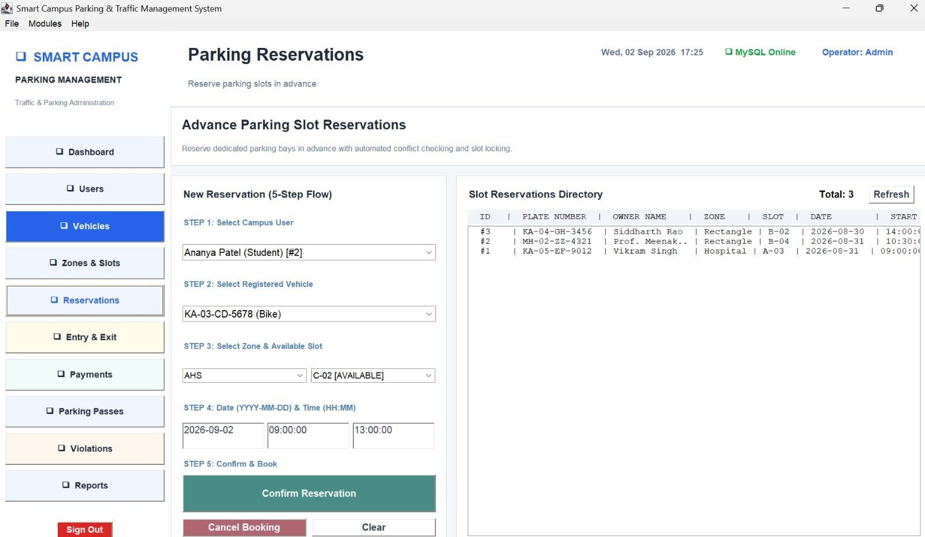 Smart Campus Parking & Traffic Management System
File Modules Help
SMART CAMPUS
PARKING MANAGEMENT
Traffic & Parking Administration
Dashboard
Users
Vehicles
Zones & Slots
Reservations
Entry & Exit
Payments
Parking Passes
Violations
Reports
Sign Out
Parking Reservations
Reserve parking slots in advance
Wed, 02 Sep 2026 17:25
MySQL Online
Operator: Admin
Advance Parking Slot Reservations
Reserve dedicated parking bays in advance with automated conflict checking and slot locking.
New Reservation (5-Step Flow)
STEP 1: Select Campus User
Ananya Patel (Student) [#2]
STEP 2: Select Registered Vehicle
KA-03-CD-5678 (Bike)
STEP 3: Select Zone & Available Slot
AHS C-02 [AVAILABLE]
STEP 4: Date (YYYY-MM-DD) & Time (HH:MM)
2026-09-02 09:00:00 13:00:00
STEP 5: Confirm & Book
Confirm Reservation
Cancel Booking Clear
Slot Reservations Directory
Total: 3 Refresh
ID | PLATE NUMBER | OWNER NAME | ZONE | SLOT | DATE | START
#3 | KA-04-GH-3456 | Siddharth Rao | Rectangle | B-02 | 2026-08-30 | 14:00:
#2 | MH-02-ZZ-4321 | Prof. Meenak.. | Rectangle | B-04 | 2026-08-31 | 10:30:
#1 | KA-05-EF-9012 | Vikram Singh | Hospital | A-03 | 2026-08-31 | 09:00:00